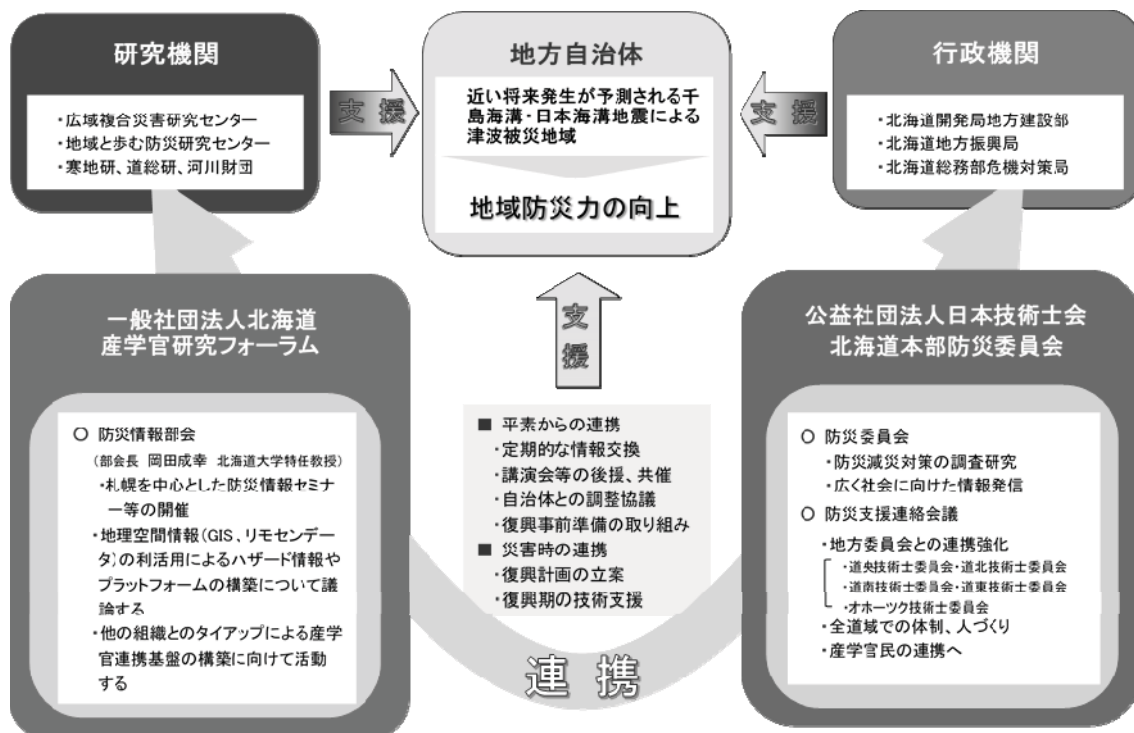 研究機関
・広域複合災害研究センター
・地域と歩む防災研究センター
・寒地研、道総研、河川財団
支援
地方自治体
近い将来発生が予測される千
島海溝・日本海溝地震による
津波被災地域
地域防災力の向上
支援
行政機関
・北海道開発局地方建設部
・北海道地方振興局
・北海道総務部危機対策局
一般社団法人北海道
産学官研究フォーラム
○ 防災情報部会
（部会長 岡田成幸 北海道大学特任教授）
・札幌を中心とした防災情報セミナ
ー等の開催
・地理空間情報（GIS、リモセンデー
タ）の利活用によるハザード情報や
プラットフォームの構築について議
論する
・他の組織とのタイアップによる産学
官連携基盤の構築に向けて活動
する
支
援
■ 平素からの連携
・定期的な情報交換
・講演会等の後援、共催
・自治体との調整協議
・復興事前準備の取り組み
■ 災害時の連携
・復興計画の立案
・復興期の技術支援
連携
公益社団法人日本技術士会
北海道本部防災委員会
○ 防災委員会
・防災減災対策の調査研究
・広く社会に向けた情報発信
○ 防災支援連絡会議
・地方委員会との連携強化
・道央技術士委員会・道北技術士委員会
・道南技術士委員会・道東技術士委員会
・オホーツク技術士委員会
・全道域での体制、人づくり
・産学官民の連携へ